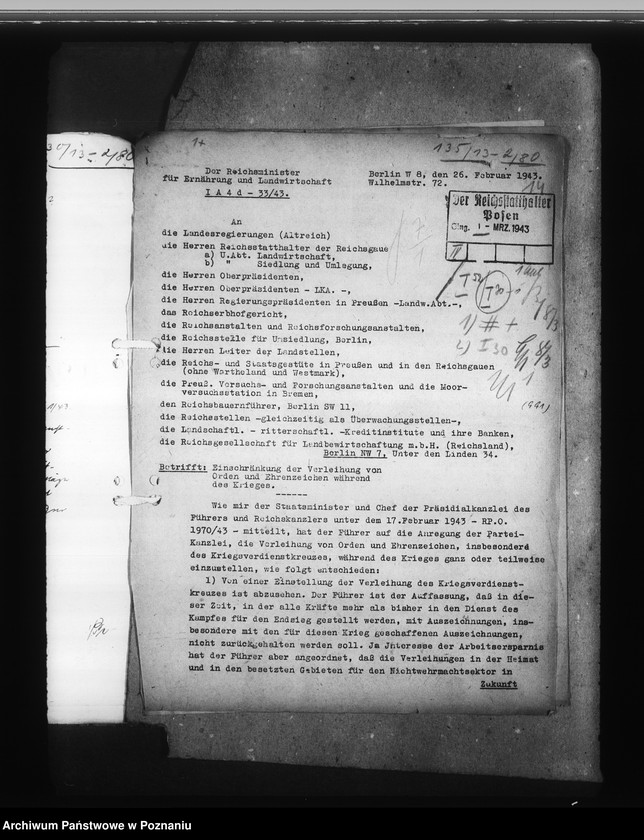 1+
135/13-2/80
30/13-2/80
Der Reichsminister
für Ernährung und Landwirtschaft
I A 4 d - 33/43.
Berlin W 8, den 26. Februar 1943.
Wilhelmstr. 72.
14
Der Reichsstatthalter
Posen
Eing. 1 - MRZ. 1943
An
die Landesregierungen (Altreich)
die Herren Reichsstatthalter der Reichsgaue
a) U.Abt. Landwirtschaft,
b) " Siedlung und Umlegung,
die Herren Oberpräsidenten,
die Herren Oberpräsidenten - LKA. -,
die Herren Regierungspräsidenten in Preußen -Landw.Abt.-,
das Reichserbhofgericht,
die Reichsanstalten und Reichsforschungsanstalten,
die Reichsstelle für Umsiedlung, Berlin,
die Herren Leiter der Landstellen,
die Reichs- und Staatsgestüte in Preußen und in den Reichsgauen
(ohne Wartheland und Westmark),
die Preuß. Versuchs- und Forschungsanstalten und die Moor-
versuchsstation in Bremen,
den Reichsbauernführer, Berlin SW 11,
die Reichsstellen -gleichzeitig als Überwachungsstellen-,
die Landschaftl. - ritterschaftl. -Kreditinstitute und ihre Banken,
die Reichsgesellschaft für Landbewirtschaftung m.b.H. (Reichsland),
Berlin NW 7, Unter den Linden 34.
Betrifft: Einschränkung der Verleihung von
Orden und Ehrenzeichen während
des Krieges.
------
Wie mir der Staatsminister und Chef der Präsidialkanzlei des
Führers und Reichskanzlers unter dem 17.Februar 1943 - RP.O.
1970/43 - mitteilt, hat der Führer auf die Anregung der Partei-
Kanzlei, die Verleihung von Orden und Ehrenzeichen, insbesondere
des Kriegsverdienstkreuzes, während des Krieges ganz oder teilweise
einzustellen, wie folgt entschieden:
1) Von einer Einstellung der Verleihung des Kriegsverdienst-
kreuzes ist abzusehen. Der Führer ist der Auffassung, daß in die-
ser Zeit, in der alle Kräfte mehr als bisher in den Dienst des
Kampfes für den Endsieg gestellt werden, mit Auszeichnungen, ins-
besondere mit den für diesen Krieg geschaffenen Auszeichnungen,
nicht zurückgehalten werden soll. Im Interesse der Arbeitsersparnis
hat der Führer aber angeordnet, daß die Verleihungen in der Heimat
und in den besetzten Gebieten für den Nichtwehrmachtsektor in
Zukunft
Archiwum Państwowe w Poznaniu